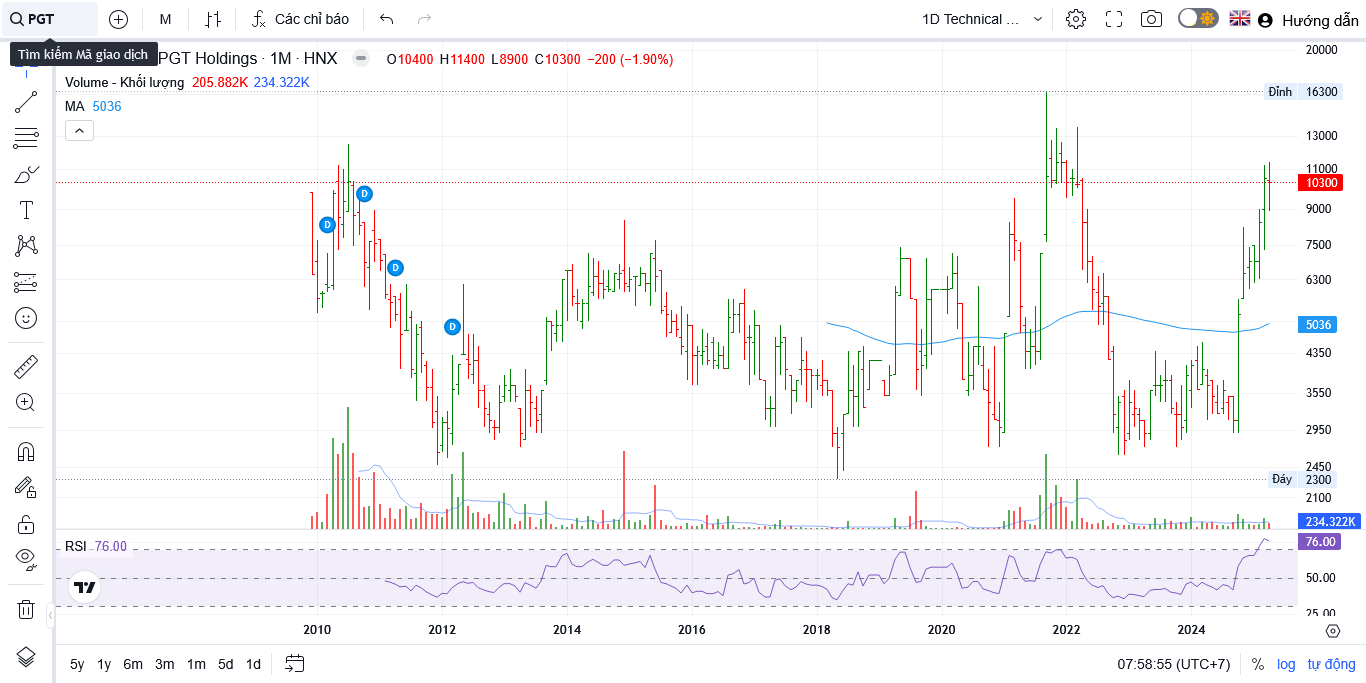 PGT M Các chỉ báo 1D Technical ... Hướng dẫn
Tìm kiếm Mã giao dịch
PGT Holdings · 1M · HNX O10400 H11400 L8900 C10300 −200 (−1.90%)
Volume - Khối lượng 205.882K 234.322K
MA 5036
20000
Đỉnh 16300
13000
11000
10300
9000
7500
6300
5036
4350
3550
2950
2450
Đáy 2300
2100
234.322K
D
D
D
D
RSI 76.00
76.00
50.00
25.00
2010 2012 2014 2016 2018 2020 2022 2024
5y 1y 6m 3m 1m 5d 1d 07:58:55 (UTC+7) % log tự động